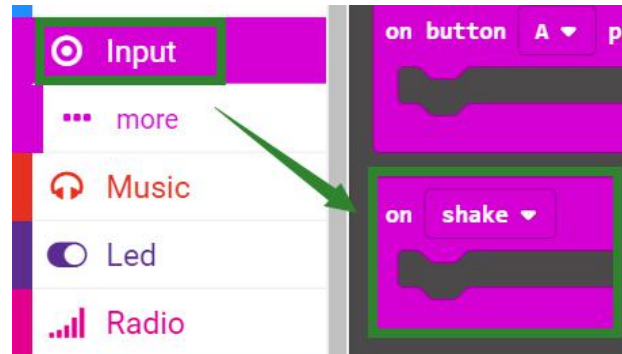 Input
more
Music
Led
Radio
on button A p
on shake